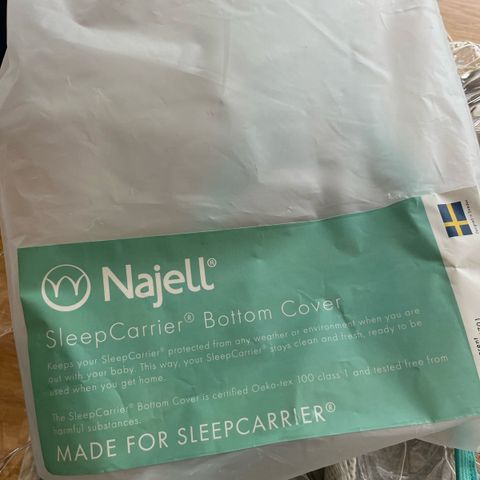 Najell®
SleepCarrier® Bottom Cover
Keeps your SleepCarrier® protected from any weather or environment when you are
out with your baby. This way, your SleepCarrier® stays clean and fresh, ready to be
used when you get home.
The SleepCarrier® Bottom Cover is certified Oeko-tex 100 class 1 and tested free from
harmful substances.
MADE FOR SLEEPCARRIER®